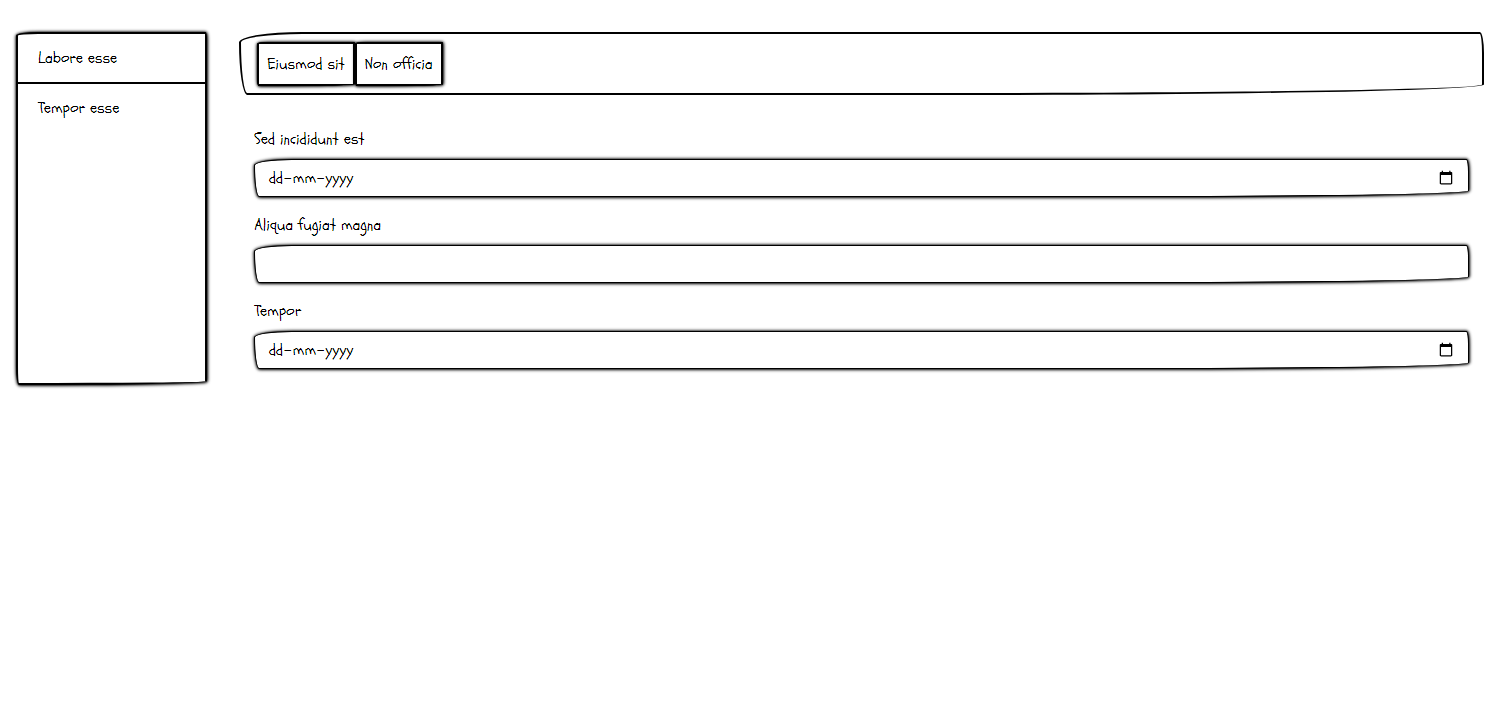 Labore esse
Tempor esse
Eiusmod sit
Non officia
Sed incididunt est
dd-mm-yyyy
Aliqua fugiat magna
Tempor
dd-mm-yyyy